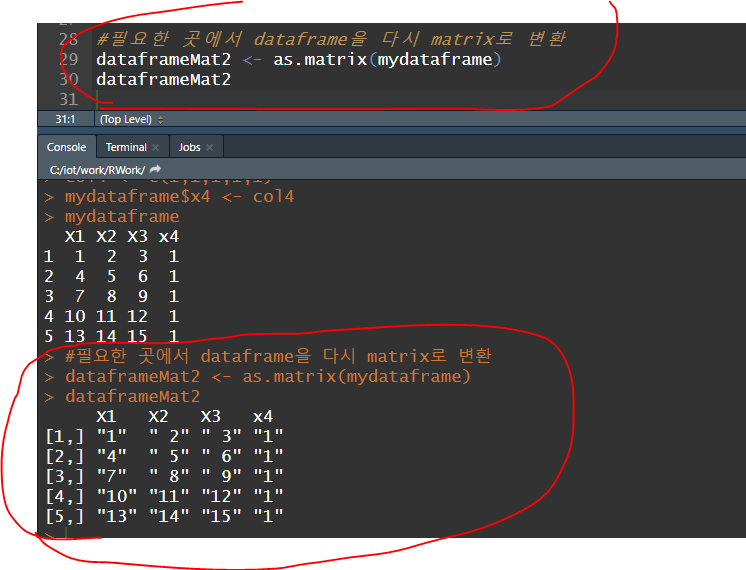 28 #필요한 곳에서 dataframe을 다시 matrix로 변환
29 dataframeMat2 <- as.matrix(mydataframe)
30 dataframeMat2
31
31:1 (Top Level)
Console Terminal × Jobs ×
C:/iot/work/RWork/
> mydataframe$x4 <- col4
> mydataframe
X1 X2 X3 x4
1 1 2 3 1
2 4 5 6 1
3 7 8 9 1
4 10 11 12 1
5 13 14 15 1
> #필요한 곳에서 dataframe을 다시 matrix로 변환
> dataframeMat2 <- as.matrix(mydataframe)
> dataframeMat2
X1 X2 X3 x4
[1,] "1" " 2" " 3" "1"
[2,] "4" " 5" " 6" "1"
[3,] "7" " 8" " 9" "1"
[4,] "10" "11" "12" "1"
[5,] "13" "14" "15" "1"
>